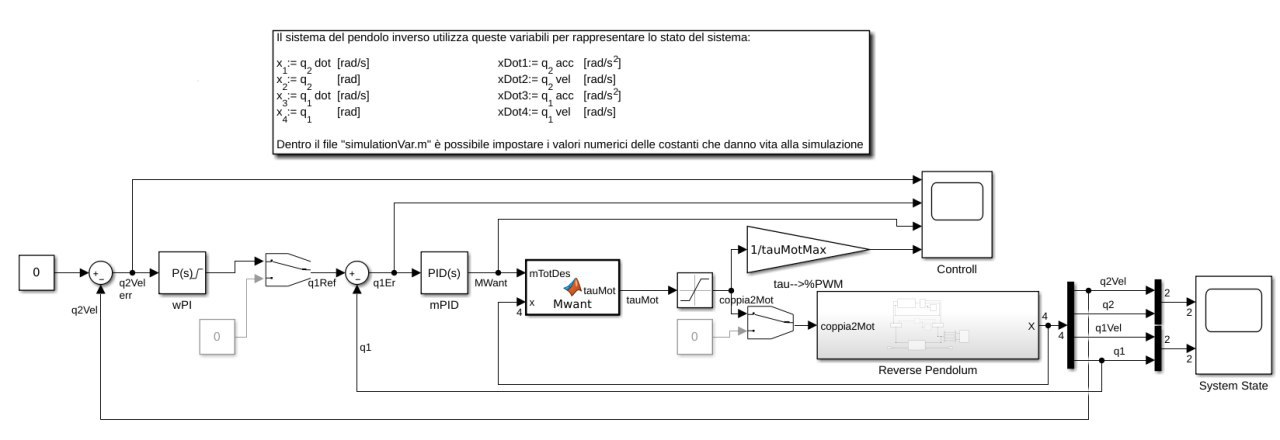 Il sistema del pendolo inverso utilizza queste variabili per rappresentare lo stato del sistema:
x1:= q2 dot [rad/s] xDot1:= q2 acc [rad/s2]
x2:= q2 [rad] xDot2:= q2 vel [rad/s]
x3:= q1 dot [rad/s] xDot3:= q1 acc [rad/s2]
x4:= q1 [rad] xDot4:= q1 vel [rad/s]
Dentro il file "simulationVar.m" è possibile impostare i valori numerici delle costanti che danno vita alla simulazione
0
+
−
q2Vel
err
q2Vel
P(s)
wPI
0
q1Ref
+
−
q1Er
q1
PID(s)
mPID
MWant
mTotDes
x
4
tauMot
Mwant
tauMot
1/tauMotMax
Controll
coppia2Mot
0
tau-->%PWM
coppia2Mot
X
Reverse Pendolum
4
4
q2Vel
q2
q1Vel
q1
2
2
2
2
System State